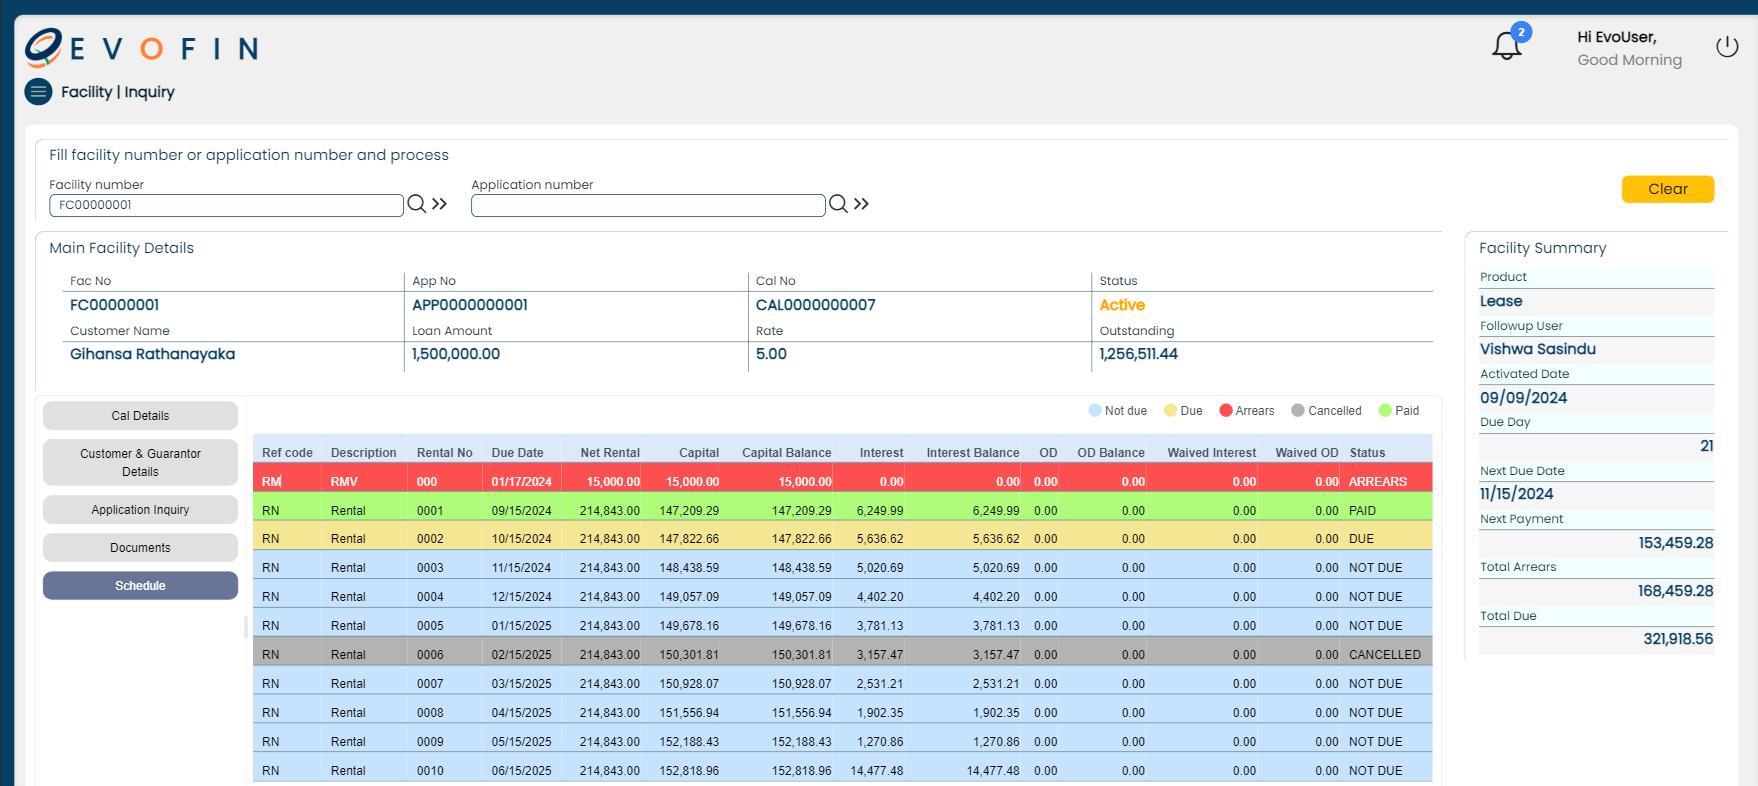 EVOFIN
2
Hi EvoUser,
Good Morning
Facility | Inquiry
Fill facility number or application number and process
Facility number
Application number
FC00000001
Clear
Main Facility Details
Fac No App No Cal No Status
FC00000001 APP0000000001 CAL0000000007 Active
Customer Name Loan Amount Rate Outstanding
Gihansa Rathanayaka 1,500,000.00 5.00 1,256,511.44
Facility Summary
Product
Lease
Followup User
Vishwa Sasindu
Activated Date
09/09/2024
Due Day
21
Next Due Date
11/15/2024
Next Payment
153,459.28
Total Arrears
168,459.28
Total Due
321,918.56
Cal Details
Customer & Guarantor
Details
Application Inquiry
Documents
Schedule
Not due Due Arrears Cancelled Paid
Ref code Description Rental No Due Date Net Rental Capital Capital Balance Interest Interest Balance OD OD Balance Waived Interest Waived OD Status
RM RMV 000 01/17/2024 15,000.00 15,000.00 15,000.00 0.00 0.00 0.00 0.00 0.00 0.00 ARREARS
RN Rental 0001 09/15/2024 214,843.00 147,209.29 147,209.29 6,249.99 6,249.99 0.00 0.00 0.00 0.00 PAID
RN Rental 0002 10/15/2024 214,843.00 147,822.66 147,822.66 5,636.62 5,636.62 0.00 0.00 0.00 0.00 DUE
RN Rental 0003 11/15/2024 214,843.00 148,438.59 148,438.59 5,020.69 5,020.69 0.00 0.00 0.00 0.00 NOT DUE
RN Rental 0004 12/15/2024 214,843.00 149,057.09 149,057.09 4,402.20 4,402.20 0.00 0.00 0.00 0.00 NOT DUE
RN Rental 0005 01/15/2025 214,843.00 149,678.16 149,678.16 3,781.13 3,781.13 0.00 0.00 0.00 0.00 NOT DUE
RN Rental 0006 02/15/2025 214,843.00 150,301.81 150,301.81 3,157.47 3,157.47 0.00 0.00 0.00 0.00 CANCELLED
RN Rental 0007 03/15/2025 214,843.00 150,928.07 150,928.07 2,531.21 2,531.21 0.00 0.00 0.00 0.00 NOT DUE
RN Rental 0008 04/15/2025 214,843.00 151,556.94 151,556.94 1,902.35 1,902.35 0.00 0.00 0.00 0.00 NOT DUE
RN Rental 0009 05/15/2025 214,843.00 152,188.43 152,188.43 1,270.86 1,270.86 0.00 0.00 0.00 0.00 NOT DUE
RN Rental 0010 06/15/2025 214,843.00 152,818.96 152,818.96 14,477.48 14,477.48 0.00 0.00 0.00 0.00 NOT DUE